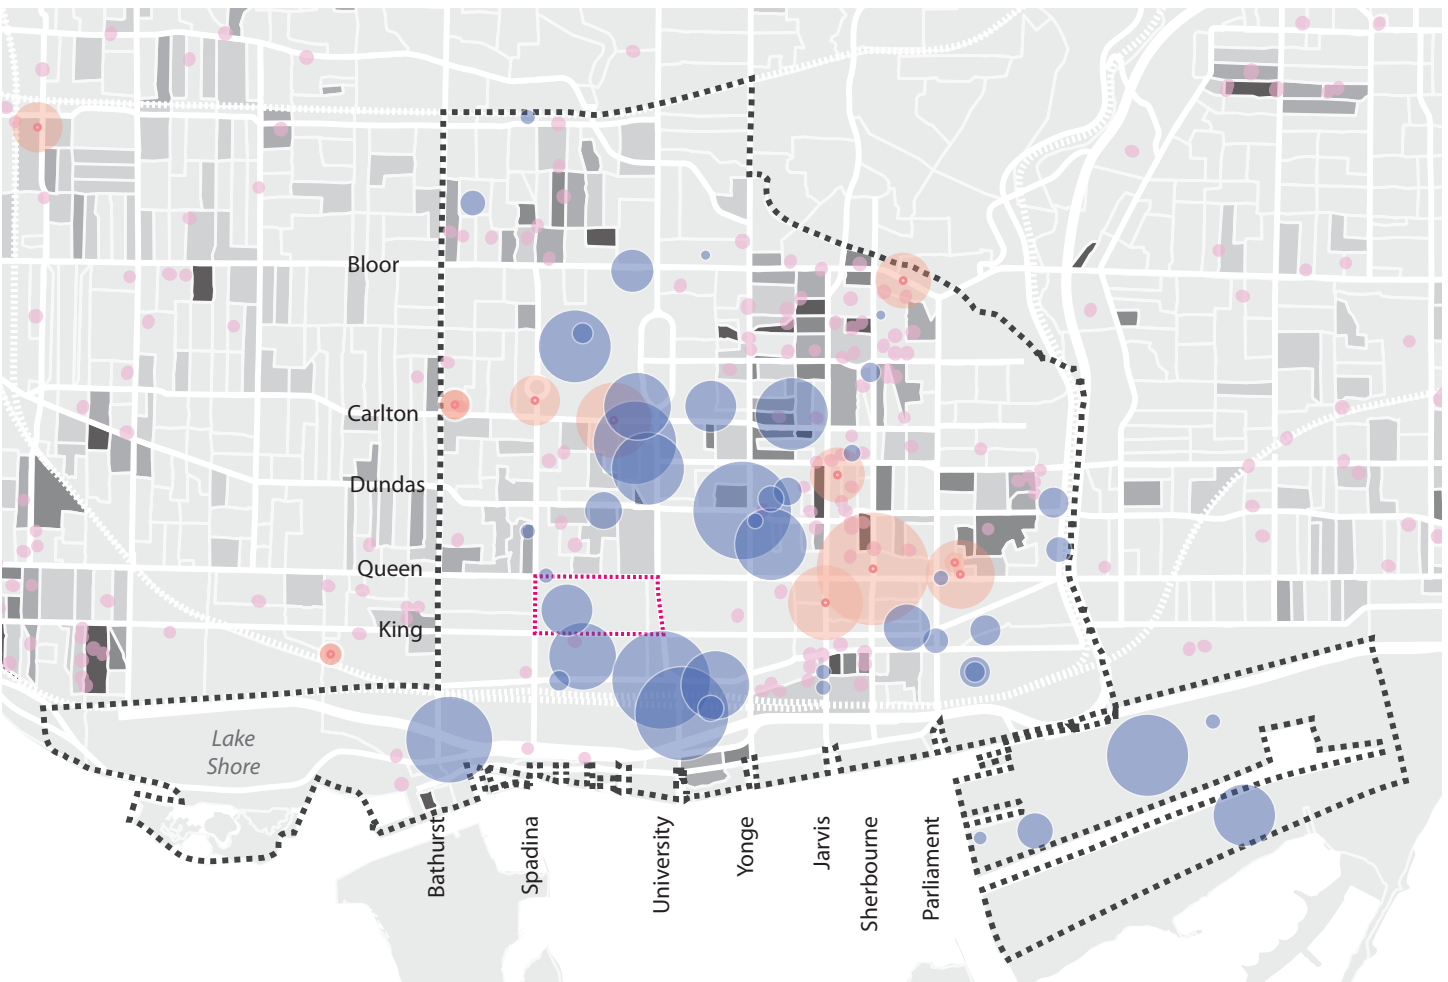 Bloor
Carlton
Dundas
Queen
King
Lake
Shore
Bathurst
Spadina
University
Yonge
Jarvis
Sherbourne
Parliament